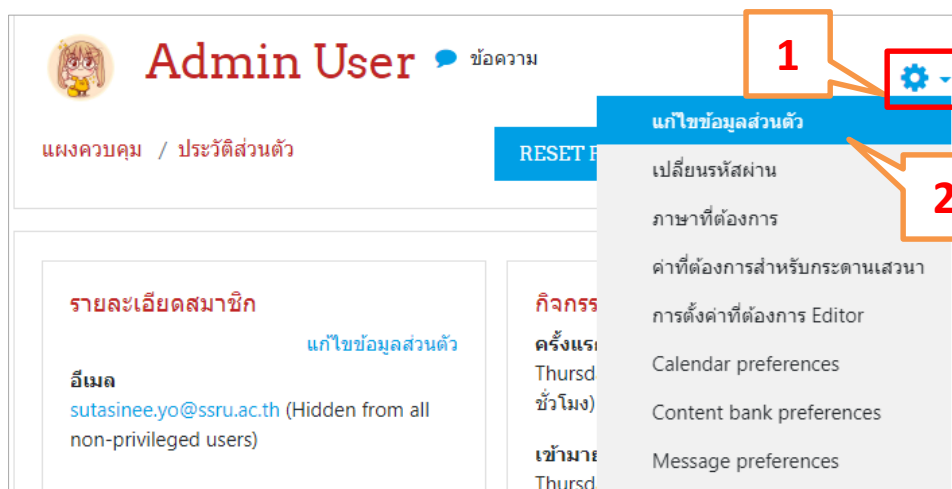 1
Admin User ข้อความ
แก้ไขข้อมูลส่วนตัว
แผงควบคุม / ประวัติส่วนตัว
RESET
เปลี่ยนรหัสผ่าน
2
ภาษาที่ต้องการ
ค่าที่ต้องการสำหรับกระดานเสวนา
การตั้งค่าที่ต้องการ Editor
Calendar preferences
Content bank preferences
Message preferences
รายละเอียดสมาชิก
แก้ไขข้อมูลส่วนตัว
อีเมล
sutasinee.yo@ssru.ac.th (Hidden from all
non-privileged users)
กิจกรร
ครั้งแร
Thursd
ชั่วโมง)
เข้ามา
Thursd